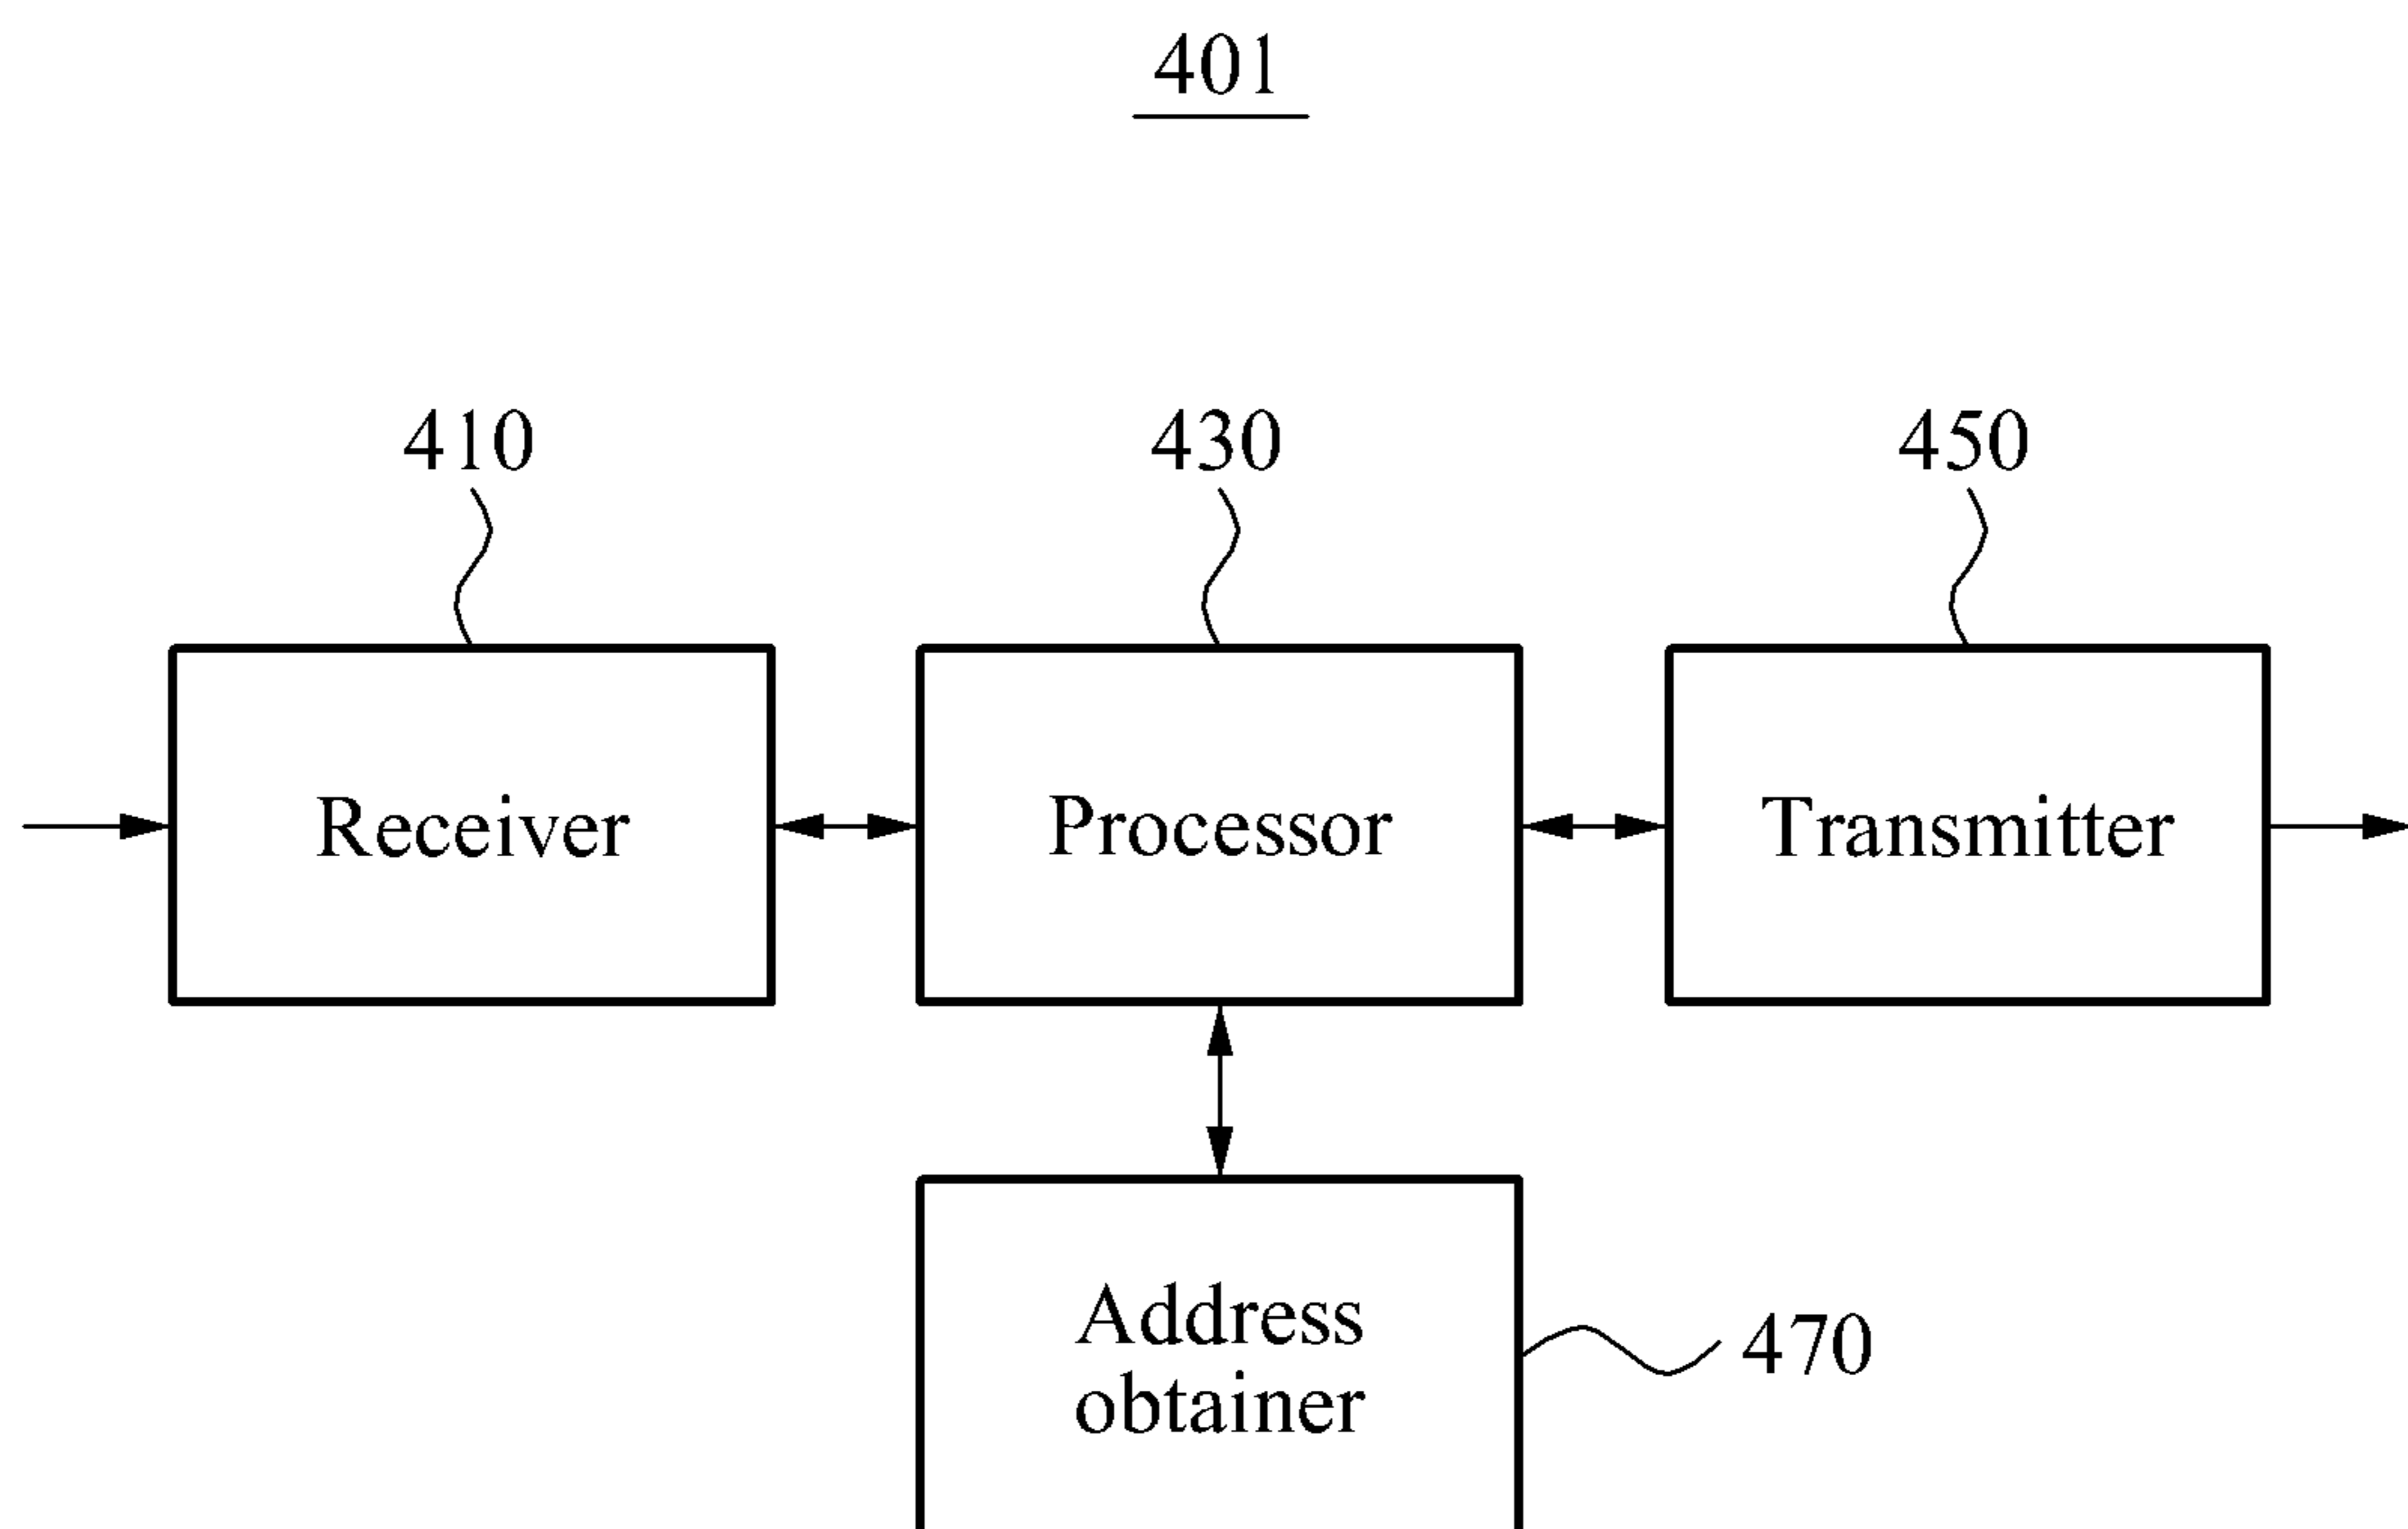 401
410
430
450
Receiver
Processor
Transmitter
Address
obtainer
470